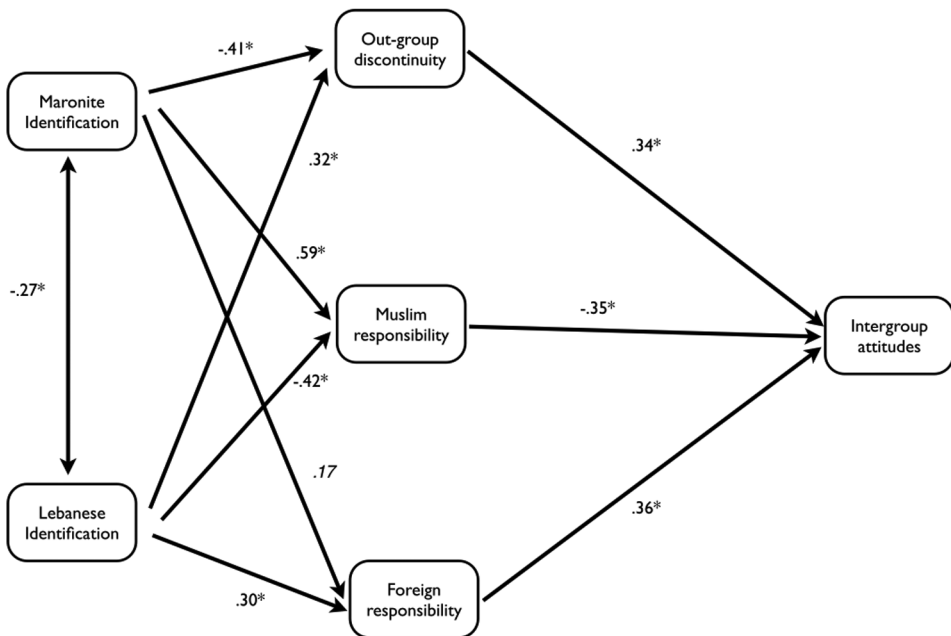 Out-group
discontinuity
-.41*
Maronite
Identification
.32*
.34*
.59*
-.27*
Muslim
responsibility
-.35*
Intergroup
attitudes
-.42*
.17
Lebanese
Identification
.36*
Foreign
responsibility
.30*